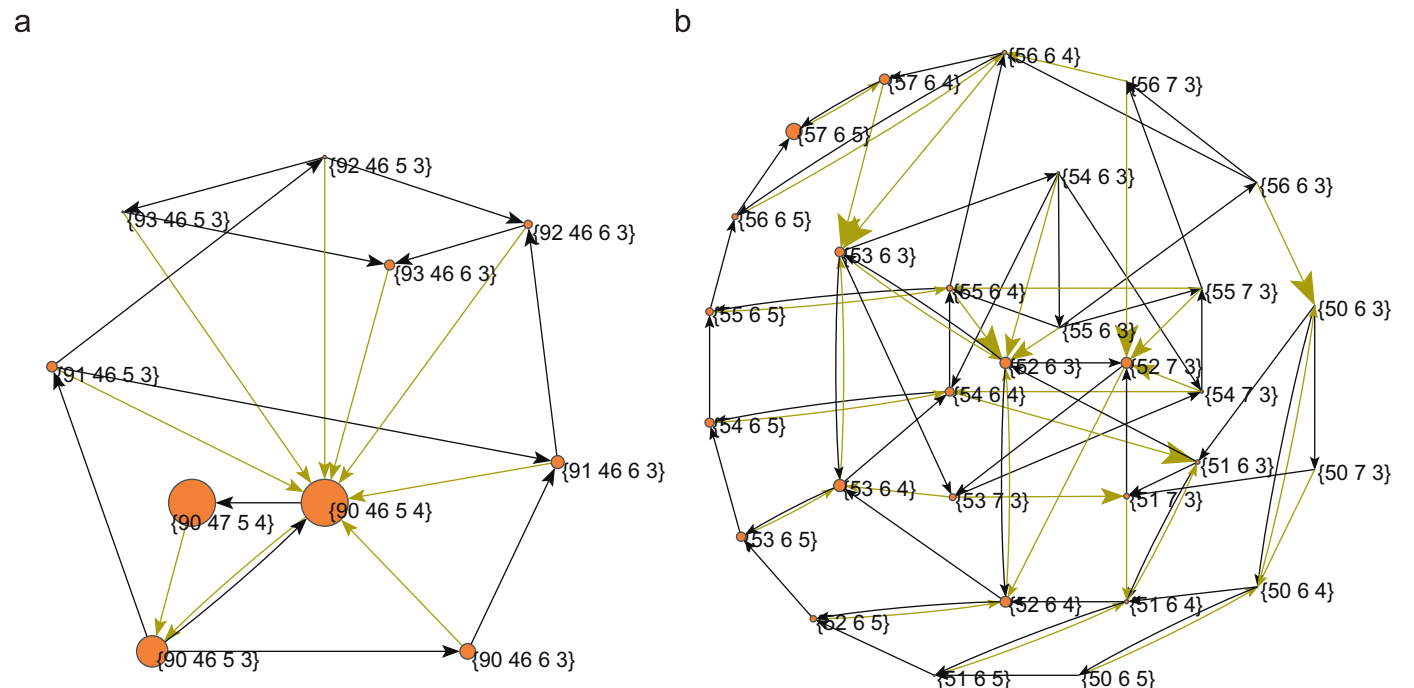 a
b
{92 46 5 3}
{93 46 5 3}
{92 46 6 3}
{93 46 6 3}
{91 46 5 3}
{91 46 6 3}
{90 47 5 4}
{90 46 5 4}
{90 46 5 3}
{90 46 6 3}
{56 6 4}
{57 6 4}
{56 7 3}
{57 6 5}
{54 6 3}
{56 6 3}
{56 6 5}
{53 6 3}
{55 6 4}
{55 7 3}
{50 6 3}
{55 6 5}
{55 6 3}
{52 6 3}
{52 7 3}
{54 6 4}
{54 7 3}
{54 6 5}
{51 6 3}
{50 7 3}
{53 6 4}
{53 7 3}
{51 7 3}
{53 6 5}
{50 6 4}
{52 6 4}
{51 6 4}
{52 6 5}
{51 6 5}
{50 6 5}